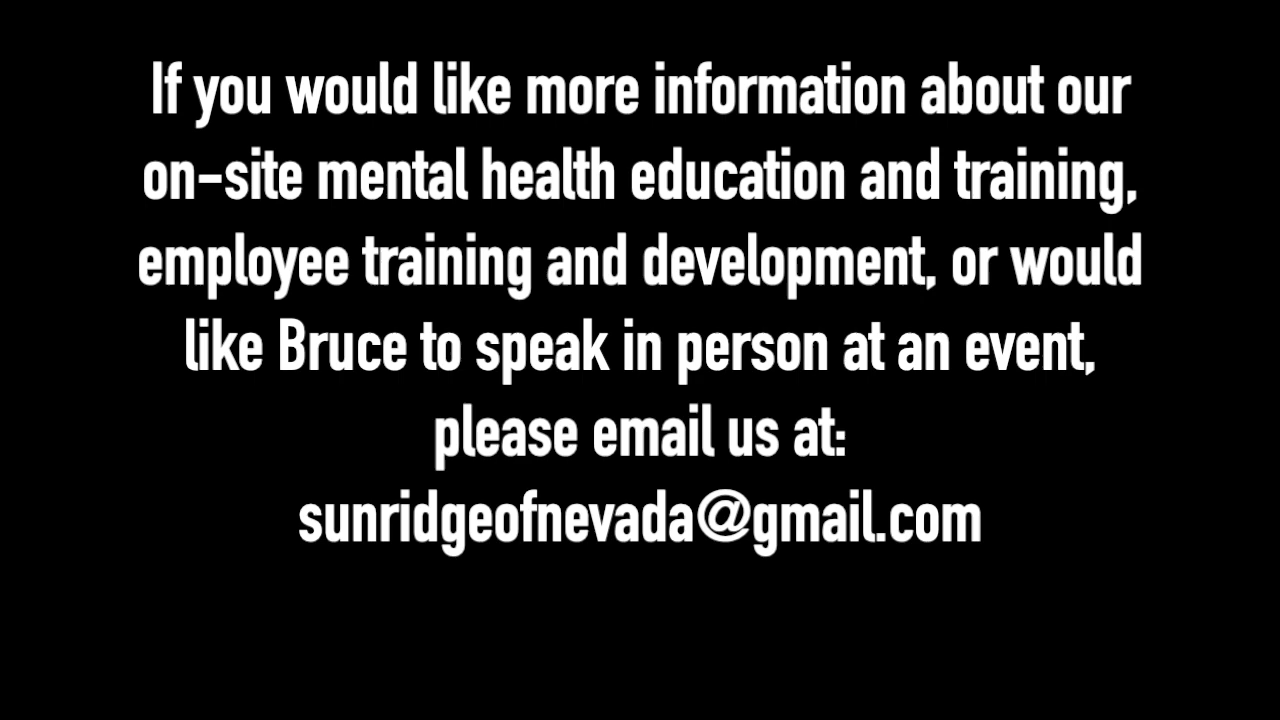 If you would like more information about our
on-site mental health education and training,
employee training and development, or would
like Bruce to speak in person at an event,
please email us at:
sunridgeofnevada@gmail.com